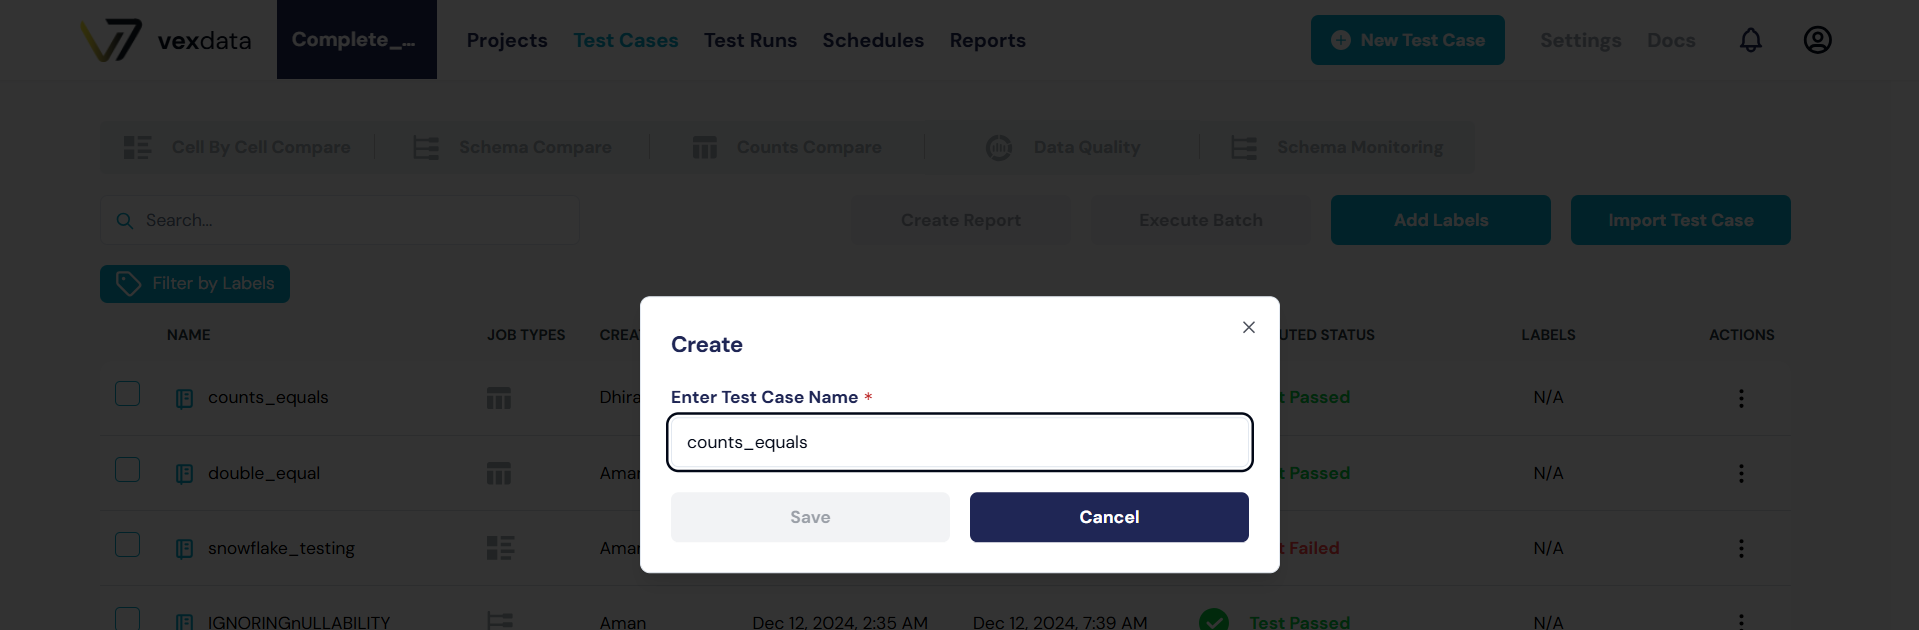 vexdata Complete_... Projects Test Cases Test Runs Schedules Reports New Test Case Settings Docs
Cell By Cell Compare Schema Compare Counts Compare Data Quality Schema Monitoring
Search... Create Report Execute Batch Add Labels Import Test Case
Filter by Labels
NAME JOB TYPES CREA UTED STATUS LABELS ACTIONS
counts_equals Dhira t Passed N/A
double_equal Aman t Passed N/A
snowflake_testing Aman t Failed N/A
IGNORINGnULLABILITY Aman Dec 12, 2024, 2:35 AM Dec 12, 2024, 7:39 AM Test Passed N/A
Create
Enter Test Case Name *
counts_equals
Save Cancel